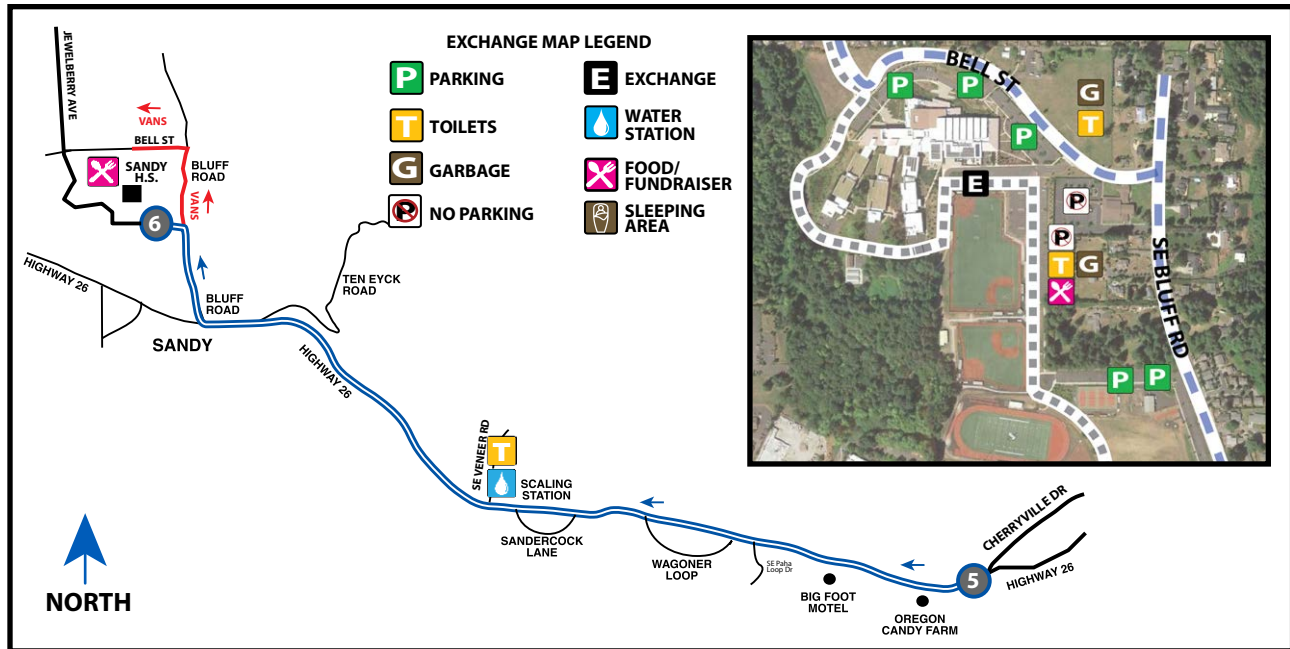 JEWELBERRY AVE
VANS
BELL ST
SANDY
H.S.
BLUFF
ROAD
VANS
6
HIGHWAY 26
BLUFF
ROAD
SANDY
TEN EYCK
ROAD
HIGHWAY 26
EXCHANGE MAP LEGEND
P PARKING
T TOILETS
G GARBAGE
P NO PARKING
E EXCHANGE
WATER
STATION
FOOD/
FUNDRAISER
SLEEPING
AREA
BELL ST
P
P
P
G
T
E
P
P
T
G
SE BLUFF RD
P
P
SE VENEER RD
T
SCALING
STATION
SANDERCOCK
LANE
WAGONER
LOOP
SE Paha
Loop Dr
BIG FOOT
MOTEL
OREGON
CANDY FARM
5
CHERRYVILLE DR
HIGHWAY 26
NORTH